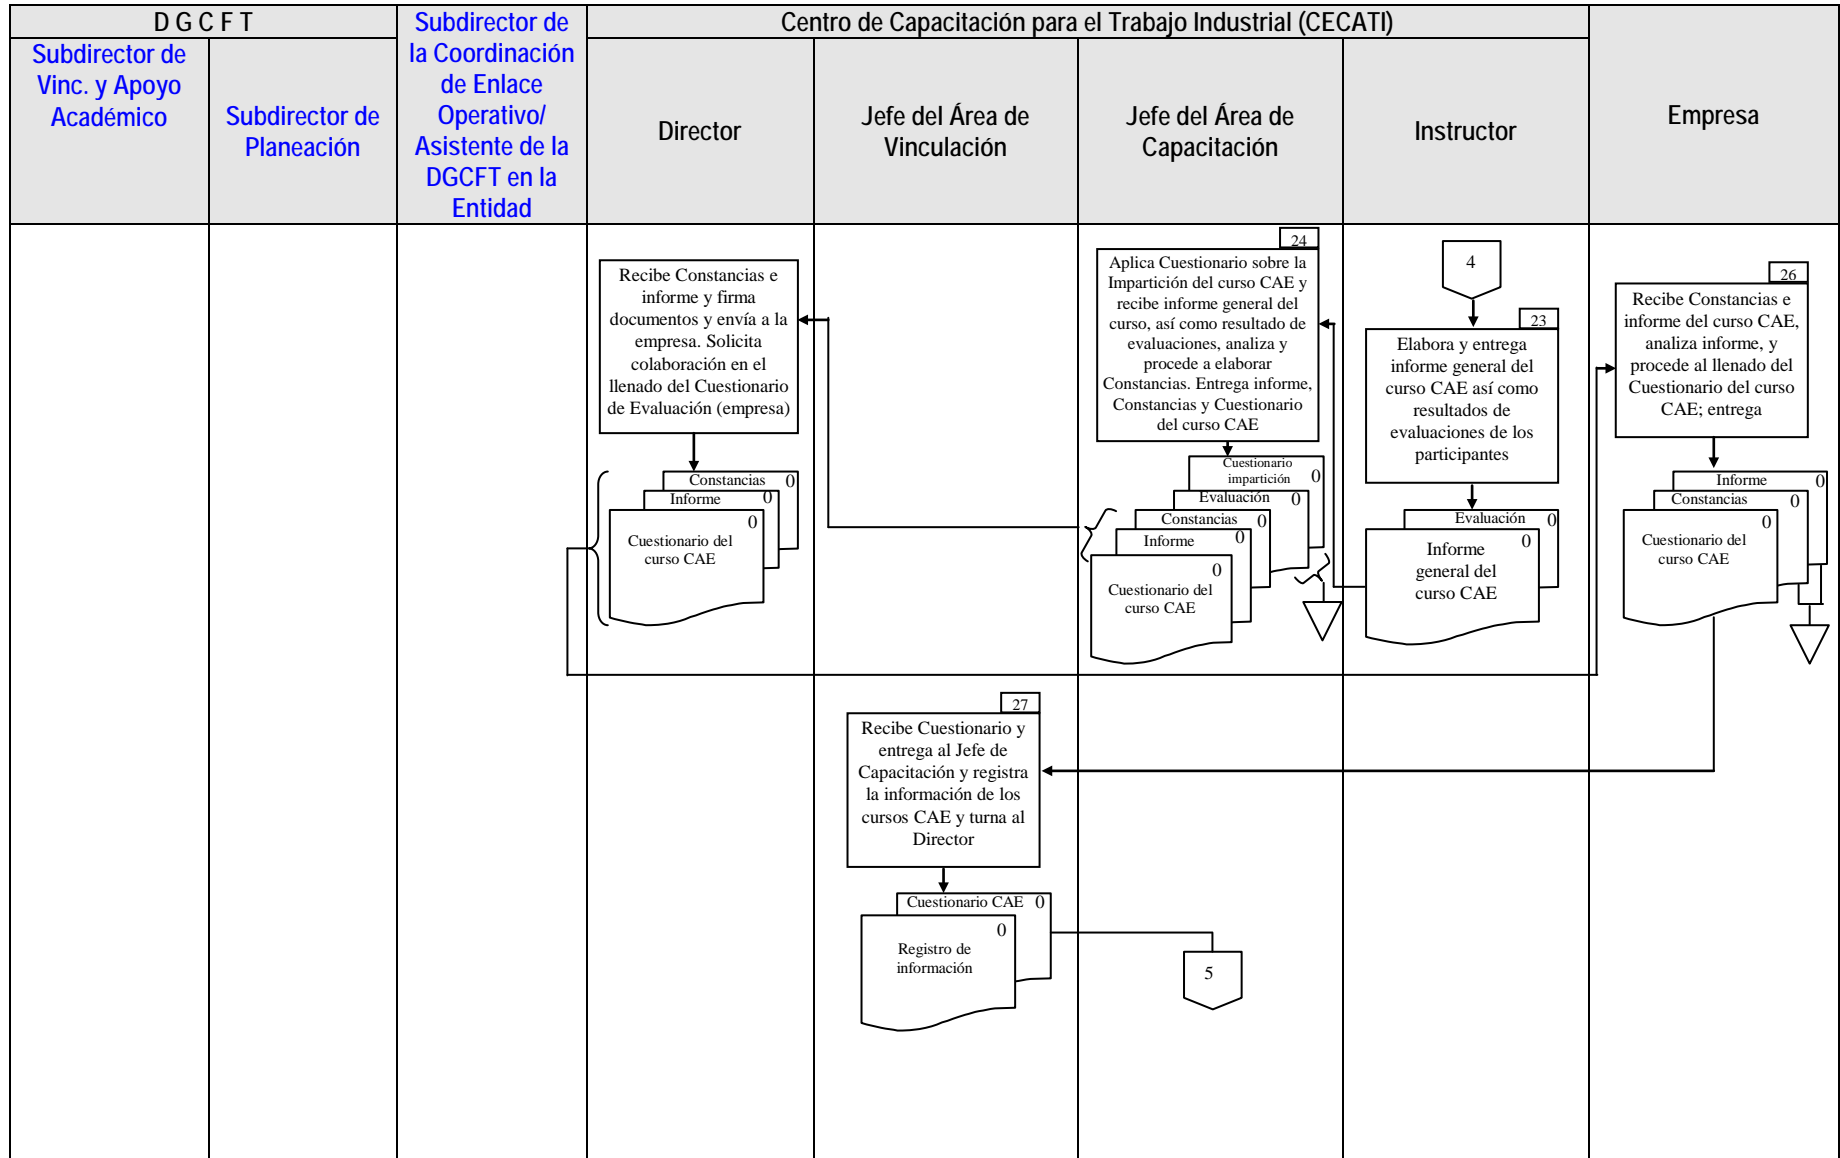 D G C F T
Subdirector de
Vinc. y Apoyo
Académico
Subdirector de
Planeación
Subdirector de
la Coordinación
de Enlace
Operativo/
Asistente de la
DGCFT en la
Entidad
Centro de Capacitación para el Trabajo Industrial (CECATI)
Director
Jefe del Área de
Vinculación
Jefe del Área de
Capacitación
Instructor
Empresa
Recibe Constancias e
informe y firma
documentos y envía a la
empresa. Solicita
colaboración en el
llenado del Cuestionario
de Evaluación (empresa)
Constancias 0
Informe 0
0
Cuestionario del
curso CAE
24
Aplica Cuestionario sobre la
Impartición del curso CAE y
recibe informe general del
curso, así como resultado de
evaluaciones, analiza y
procede a elaborar
Constancias. Entrega informe,
Constancias y Cuestionario
del curso CAE
Cuestionario
impartición 0
Evaluación 0
Constancias 0
Informe 0
0
Cuestionario del
curso CAE
4
23
Elabora y entrega
informe general del
curso CAE así como
resultados de
evaluaciones de los
participantes
Evaluación 0
0
Informe
general del
curso CAE
26
Recibe Constancias e
informe del curso CAE,
analiza informe, y
procede al llenado del
Cuestionario del curso
CAE; entrega
Informe 0
Constancias 0
0
Cuestionario del
curso CAE
27
Recibe Cuestionario y
entrega al Jefe de
Capacitación y registra
la información de los
cursos CAE y turna al
Director
Cuestionario CAE 0
0
Registro de
información
5